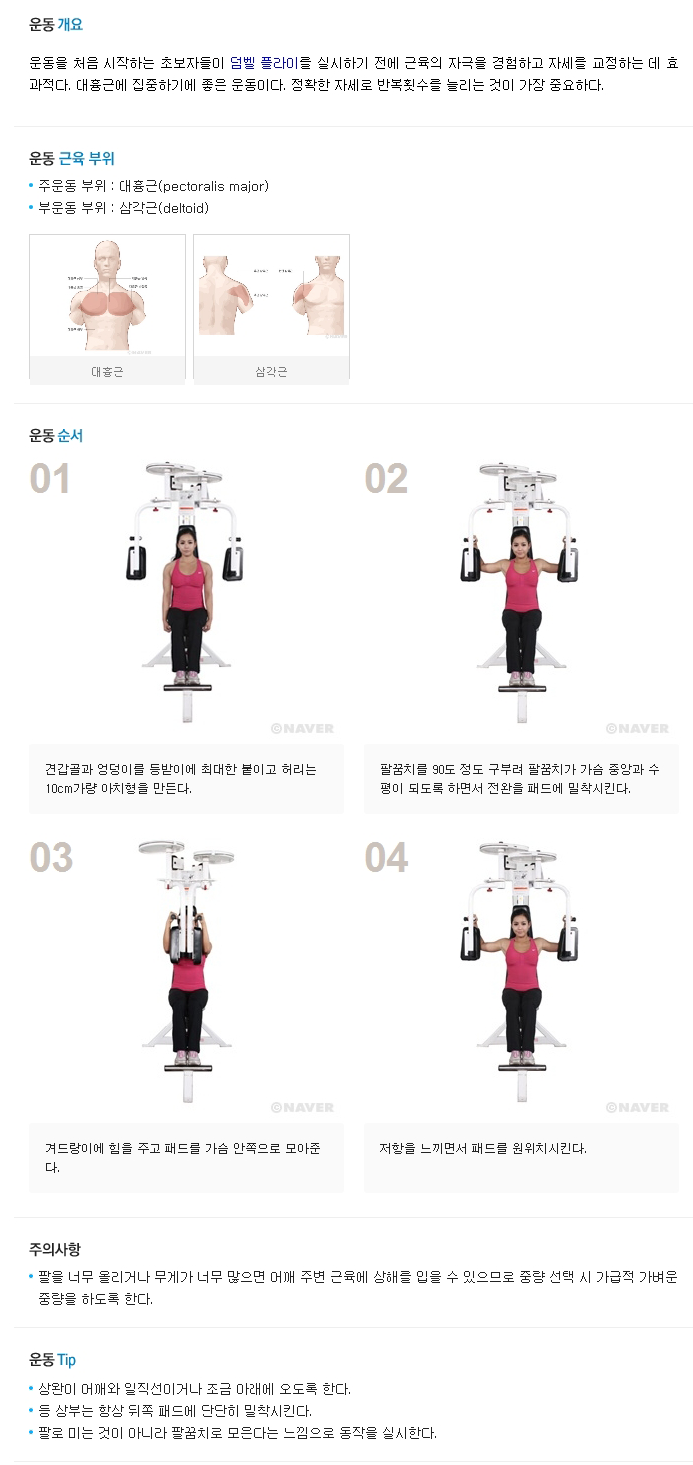 운동 개요
운동을 처음 시작하는 초보자들이 덤벨 플라이를 실시하기 전에 근육의 자극을 경험하고 자세를 교정하는 데 효
과적다. 대흉근에 집중하기에 좋은 운동이다. 정확한 자세로 반복횟수를 늘리는 것이 가장 중요하다.
운동 근육 부위
주운동 부위 : 대흉근(pectoralis major)
부운동 부위 : 삼각근(deltoid)
대흉근
삼각근
운동 순서
01
02
©NAVER
©NAVER
견갑골과 엉덩이를 등받이에 최대한 붙이고 허리는
10cm가량 아치형을 만든다.
팔꿈치를 90도 정도 구부려 팔꿈치가 가슴 중앙과 수
평이 되도록 하면서 전완을 패드에 밀착시킨다.
03
04
©NAVER
©NAVER
겨드랑이에 힘을 주고 패드를 가슴 안쪽으로 모아준
다.
저항을 느끼면서 패드를 원위치시킨다.
주의사항
팔을 너무 올리거나 무게가 너무 많으면 어깨 주변 근육에 상해를 입을 수 있으므로 중량 선택 시 가급적 가벼운
중량을 하도록 한다.
운동 Tip
상완이 어깨와 일직선이거나 조금 아래에 오도록 한다.
등 상부는 항상 뒤쪽 패드에 단단히 밀착시킨다.
팔로 미는 것이 아니라 팔꿈치로 모은다는 느낌으로 동작을 실시한다.